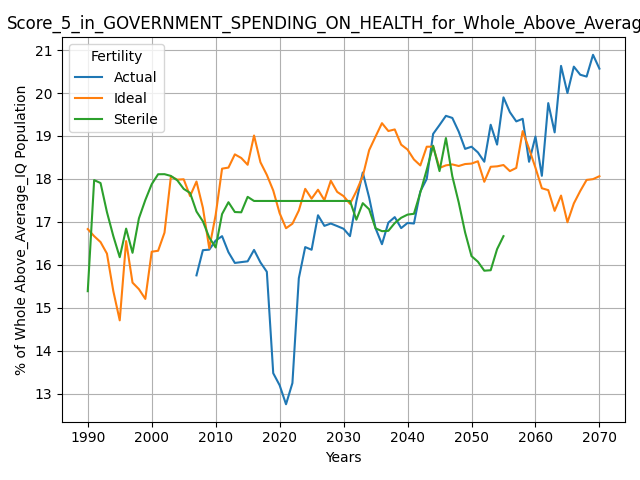 Score_5_in_GOVERNMENT_SPENDING_ON_HEALTH_for_Whole_Above_Averag
21
20
19
18
17
16
15
14
13
% of Whole Above_Average_IQ Population
Fertility
Actual
Ideal
Sterile
1990 2000 2010 2020 2030 2040 2050 2060 2070
Years